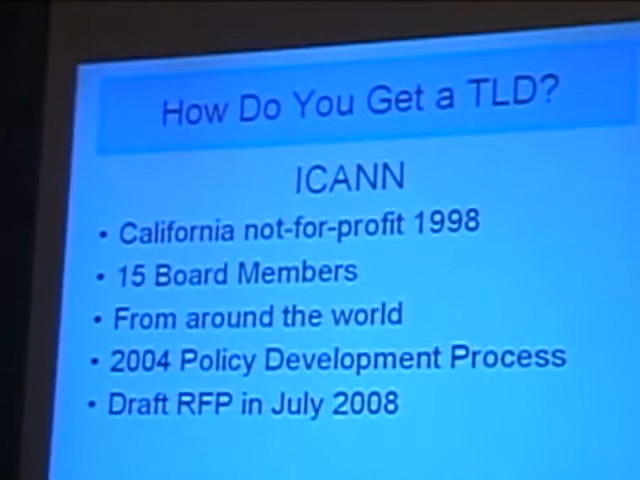 How Do You Get a TLD?
ICANN
• California not-for-profit 1998
• 15 Board Members
• From around the world
• 2004 Policy Development Process
• Draft RFP in July 2008